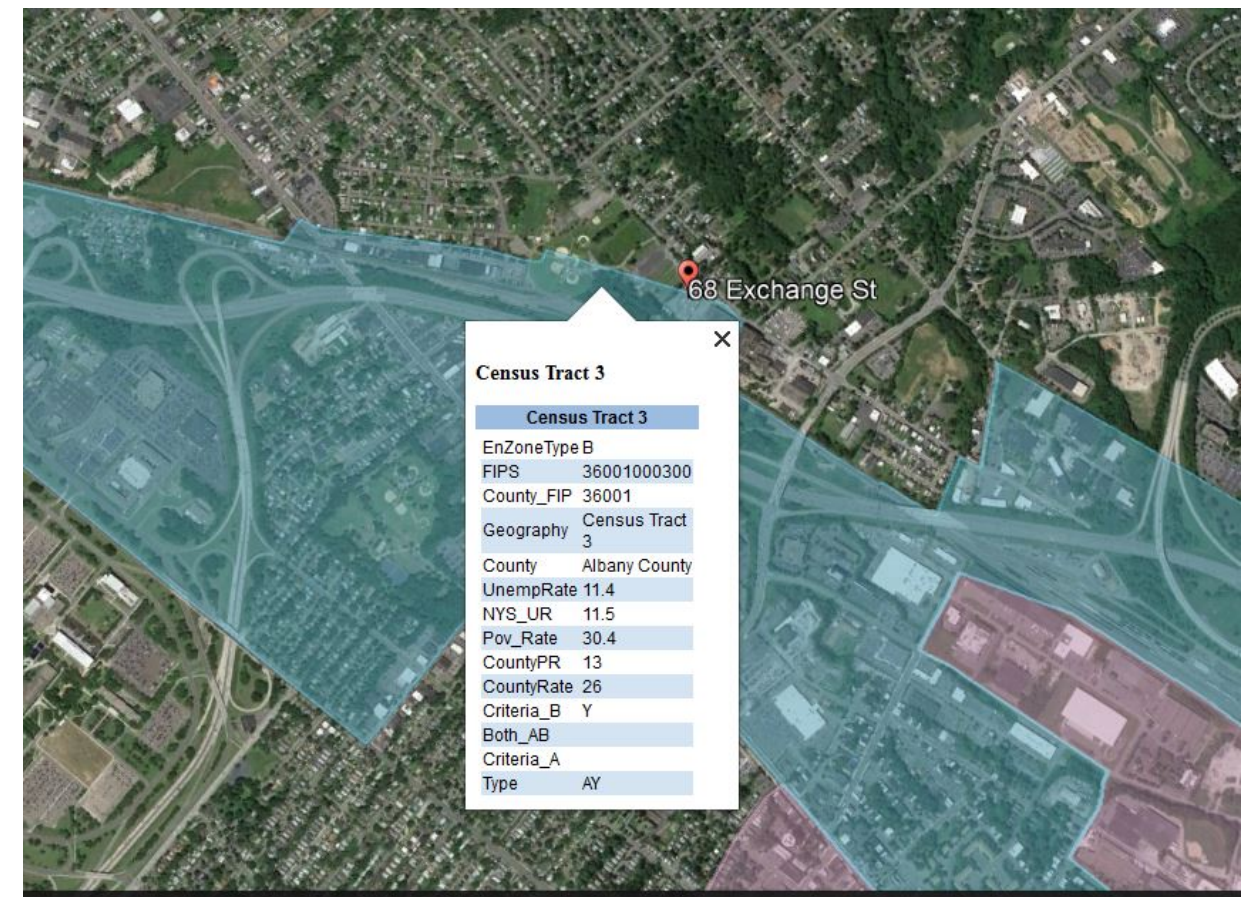 68 Exchange St
×
Census Tract 3
Census Tract 3
EnZoneType B
FIPS 36001000300
County_FIP 36001
Geography Census Tract
3
County Albany County
UnempRate 11.4
NYS_UR 11.5
Pov_Rate 30.4
CountyPR 13
CountyRate 26
Criteria_B Y
Both_AB
Criteria_A
Type AY